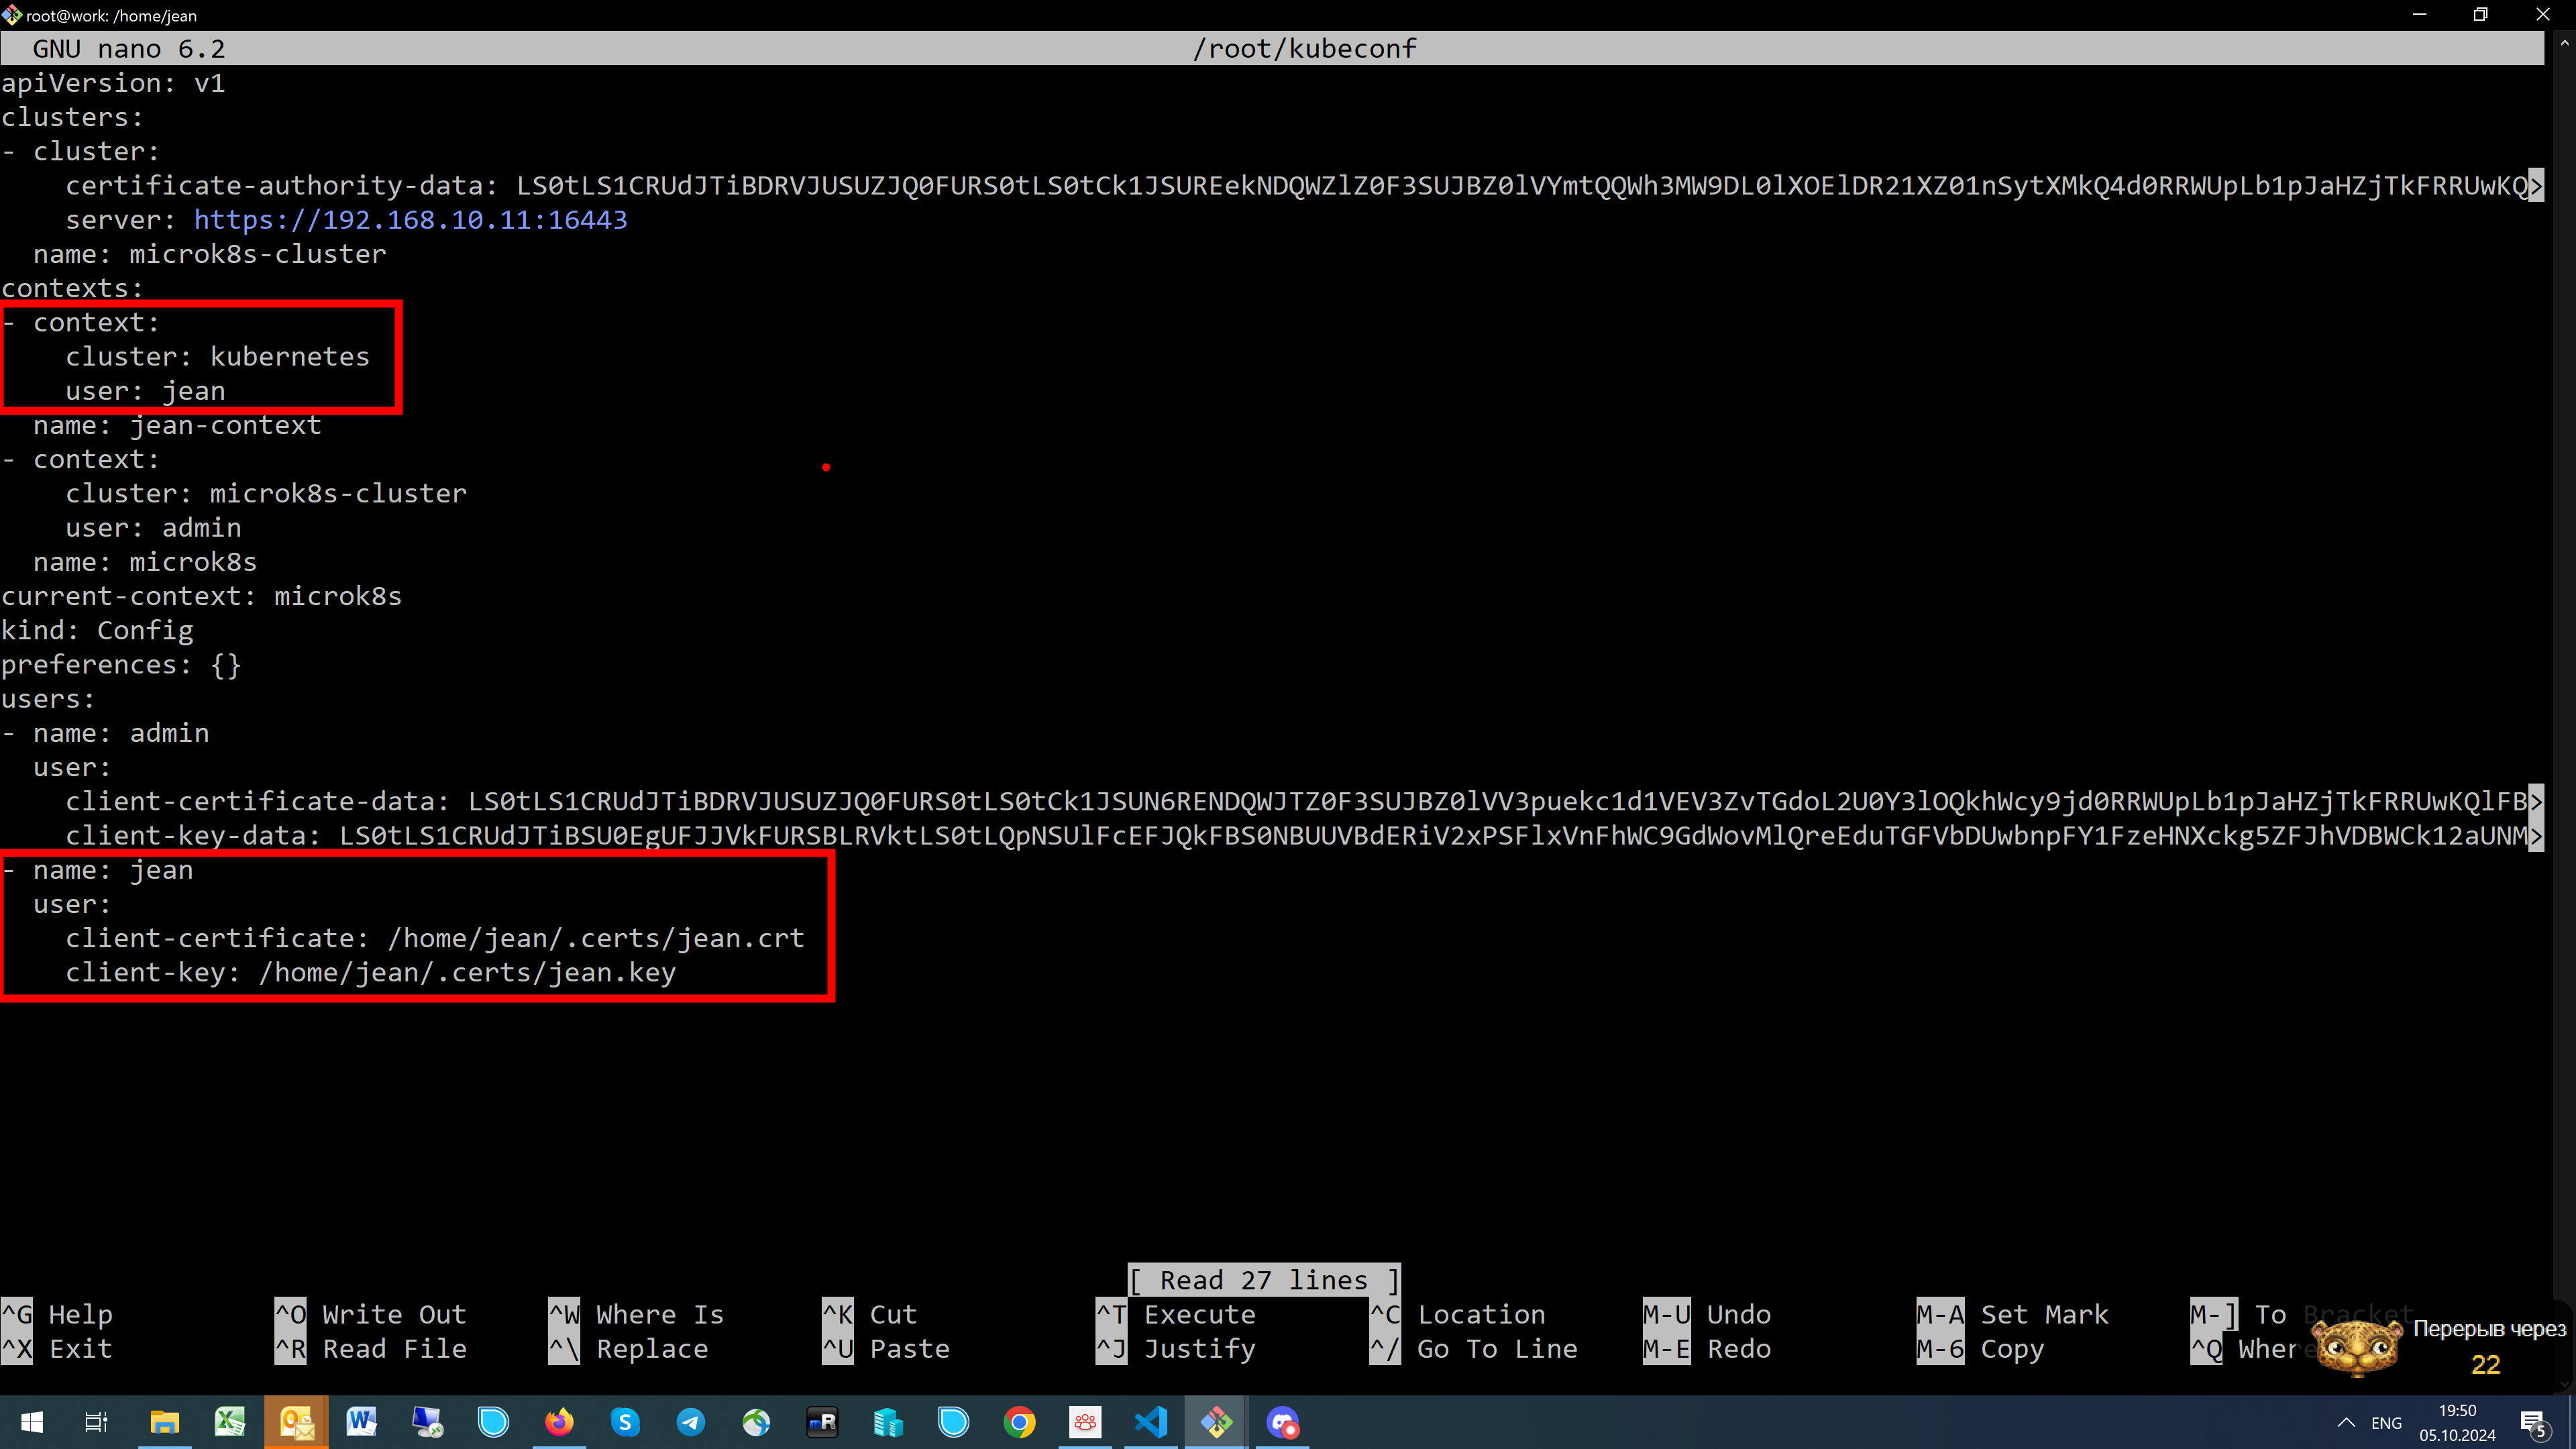 root@work: /home/jean
GNU nano 6.2 /root/kubeconf
apiVersion: v1
clusters:
- cluster:
certificate-authority-data: LS0tLS1CRUdJTiBDRVJUSUZJQ0FURS0tLS0tCk1JSUREekNDQWZlZ0F3SUJBZ0lVYmtQQWh3MW9DL0lXOElDR21XZ01nSytXMkQ4d0RRWUpLb1pJaHZjTkFRRUwKQ>
server: https://192.168.10.11:16443
name: microk8s-cluster
contexts:
- context:
cluster: kubernetes
user: jean
name: jean-context
- context:
cluster: microk8s-cluster
user: admin
name: microk8s
current-context: microk8s
kind: Config
preferences: {}
users:
- name: admin
user:
client-certificate-data: LS0tLS1CRUdJTiBDRVJUSUZJQ0FURS0tLS0tCk1JSUN6RENDQWJTZ0F3SUJBZ0lVV3puekc1d1VEV3ZvTGdoL2U0Y3lOQkhWcy9jd0RRWUpLb1pJaHZjTkFRRUwKQlFB>
client-key-data: LS0tLS1CRUdJTiBSU0EgUFJJVkFURSBLRVktLS0tLQpNSUlFcEFJQkFBS0NBUUVBdERiV2xPSFlxVnFhWC9GdWovMlQreEduTGFVbDUwbnpFY1FzeHNXckg5ZFJhVDBWCk12aUNM>
- name: jean
user:
client-certificate: /home/jean/.certs/jean.crt
client-key: /home/jean/.certs/jean.key
[ Read 27 lines ]
^G Help ^O Write Out ^W Where Is ^K Cut ^T Execute ^C Location M-U Undo M-A Set Mark M-] To Bracket
^X Exit ^R Read File ^\ Replace ^U Paste ^J Justify ^/ Go To Line M-E Redo M-6 Copy ^Q
Перерыв через
22
ENG
19:50
05.10.2024
5